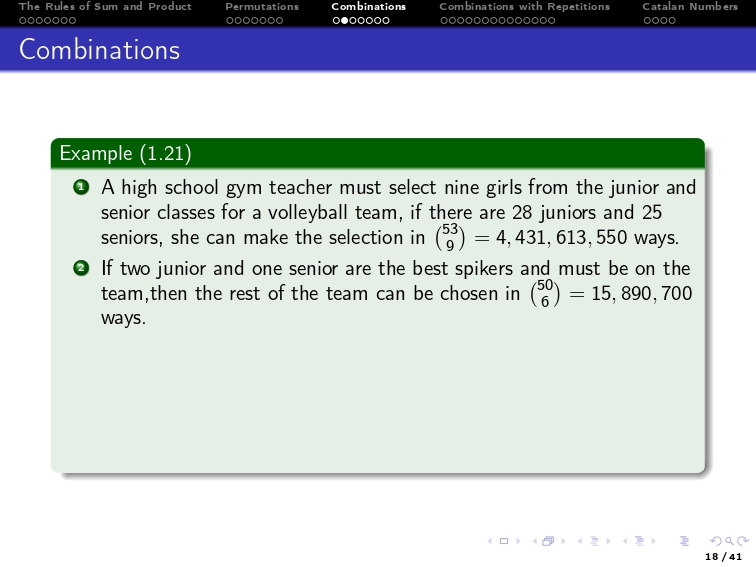 The Rules of Sum and Product Permutations Combinations Combinations with Repetitions Catalan Numbers
Combinations
Example (1.21)
1 A high school gym teacher must select nine girls from the junior and
senior classes for a volleyball team, if there are 28 juniors and 25
seniors, she can make the selection in (53 9) = 4, 431, 613, 550 ways.
2 If two junior and one senior are the best spikers and must be on the
team,then the rest of the team can be chosen in (50 6) = 15, 890, 700
ways.
18 / 41